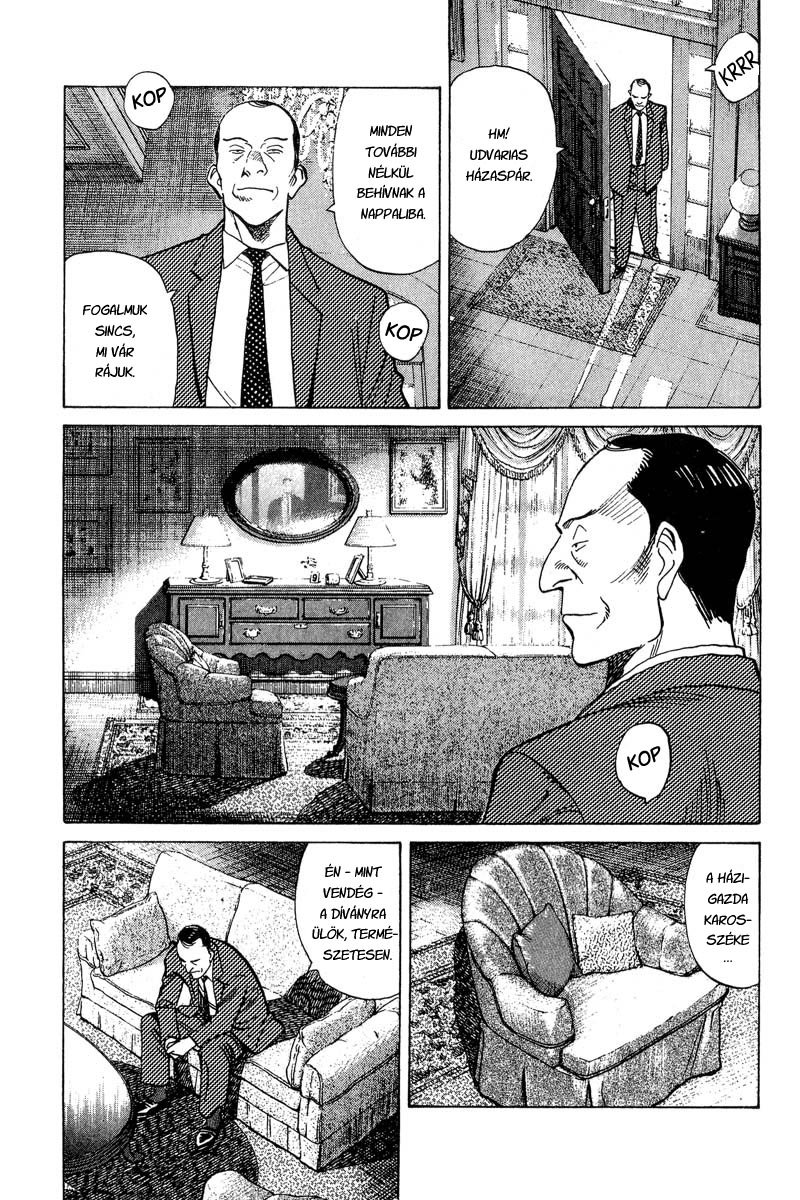 KRRR
HM!
UDVARIAS
HÁZASPÁR.
MINDEN
TOVÁBBI
NÉLKÜL
BEHÍVNAK A
NAPPALIBA.
KOP
FOGALMUK
SINCS,
MI VÁR
RÁJUK.
KOP
KOP
A HÁZI-
GAZDA
KAROS-
SZÉKE
...
ÉN - MINT
VENDÉG -
A DÍVÁNYRA
ÜLÖK, TERMÉ-
SZETESEN.